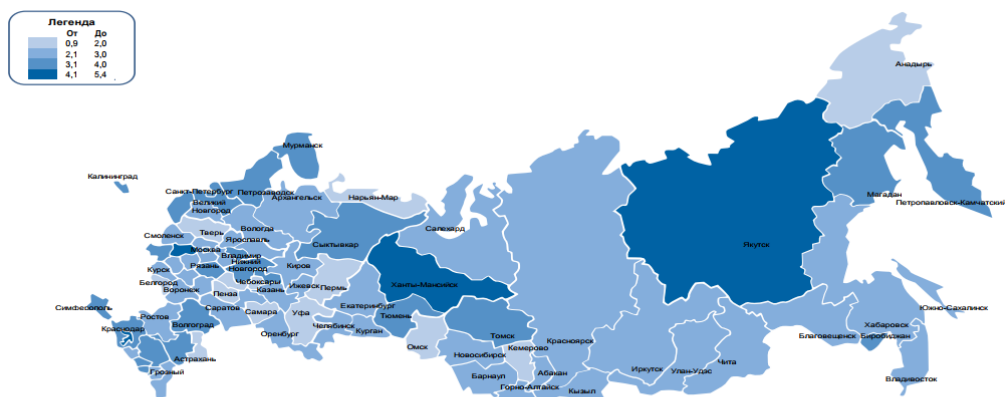 Легенда
От До
0,9 2,0
2,1 3,0
3,1 4,0
4,1 5,4
Анадырь
Мурманск
Калининград
Санкт-Петербург
Петрозаводск
Великий
Новгород
Архангельск
Нарьян-Мар
Магадан
Петропавловск-Камчатский
Тверь
Вологда
Салехард
Смоленск
Ярославль
Москва
Сыктывкар
Якутск
Владимир
Нижний
Новгород
Рязань
Киров
Курск
Белгород
Воронеж
Чебоксары
Казань
Ижевск
Пермь
Ханты-Мансийск
Пенза
Симферополь
Саратов
Самара
Уфа
Екатеринбург
Тюмень
Ростов
Краснодар
Волгоград
Оренбург
Челябинск
Курган
Южно-Сахалинск
Хабаровск
Биробиджан
Благовещенск
Томск
Красноярск
Омск
Кемерово
Новосибирск
Астрахань
Грозный
Барнаул
Абакан
Иркутск
Улан-Удэ
Чита
Горно-Алтайск
Кызыл
Владивосток